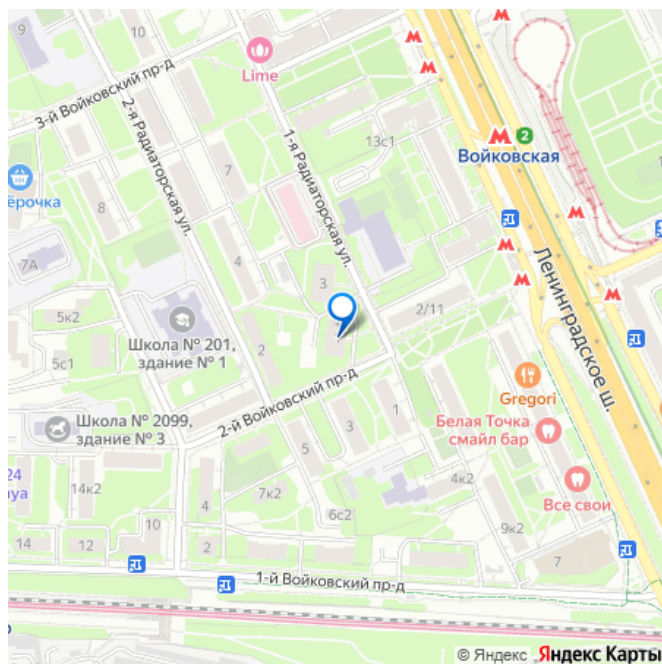 9
Lime
3-й Войковский пр-д
2-я Радиаторская ул.
1-я Радиаторская ул.
13с1
2
Войковская
7
ёрочка
8
7А
4
3
Ленинградское ш.
5к2
Школа № 201,
здание № 1
2/11
2
5с1
Gregori
2-й Войковский пр-д
Школа № 2099,
здание № 3
1
Белая Точка
смайл бар
3
5
24
ауа
14к2
7к2
4к2
Все свои
10
4
6с2
9к2
14
12
2
7
1-й Войковский пр-д
© Яндекс Яндекс Карты